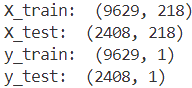 X_train:  (9629, 218)
X_test:  (2408, 218)
y_train:  (9629, 1)
y_test:  (2408, 1)